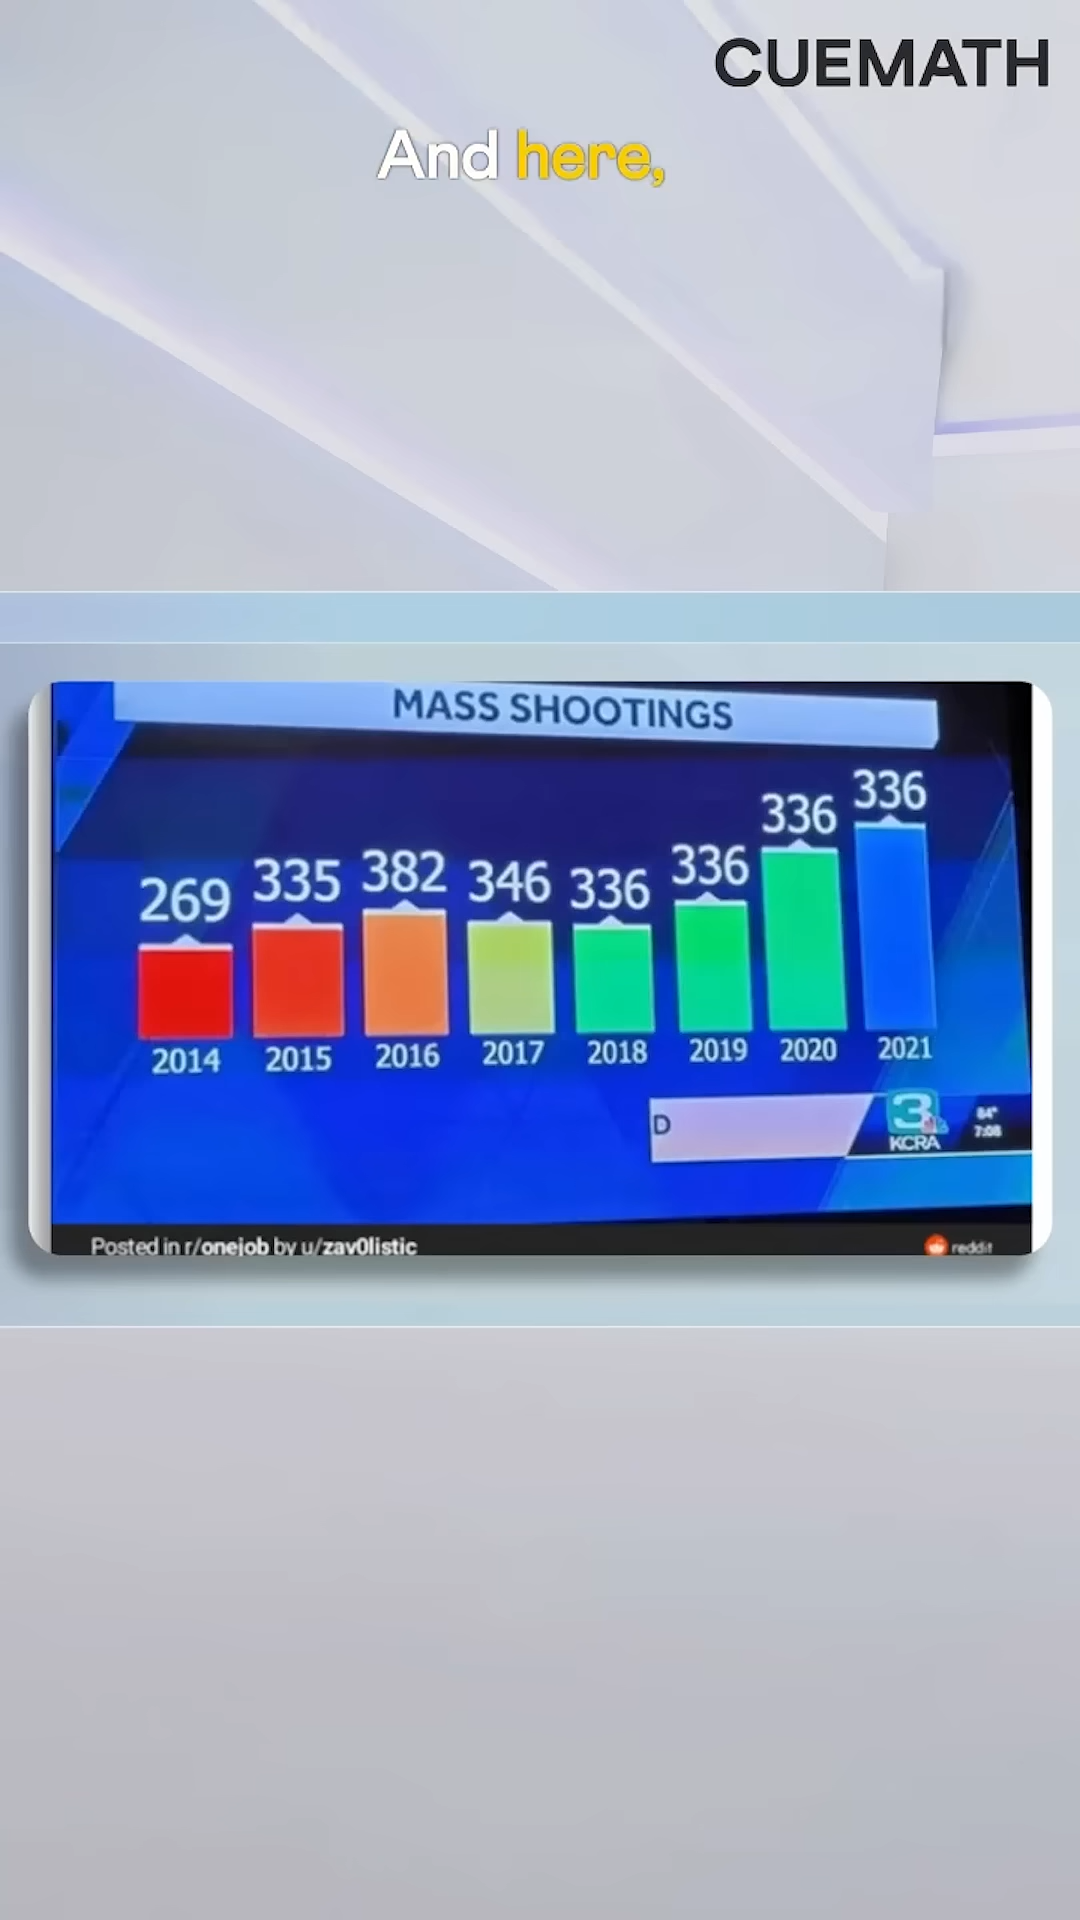 CUEMATH
And here,
MASS SHOOTINGS
269 335 382 346 336 336 336 336
2014 2015 2016 2017 2018 2019 2020 2021
D
3
KCRA
84°
7:08
Posted in r/onejob by u/zav0listic
reddit